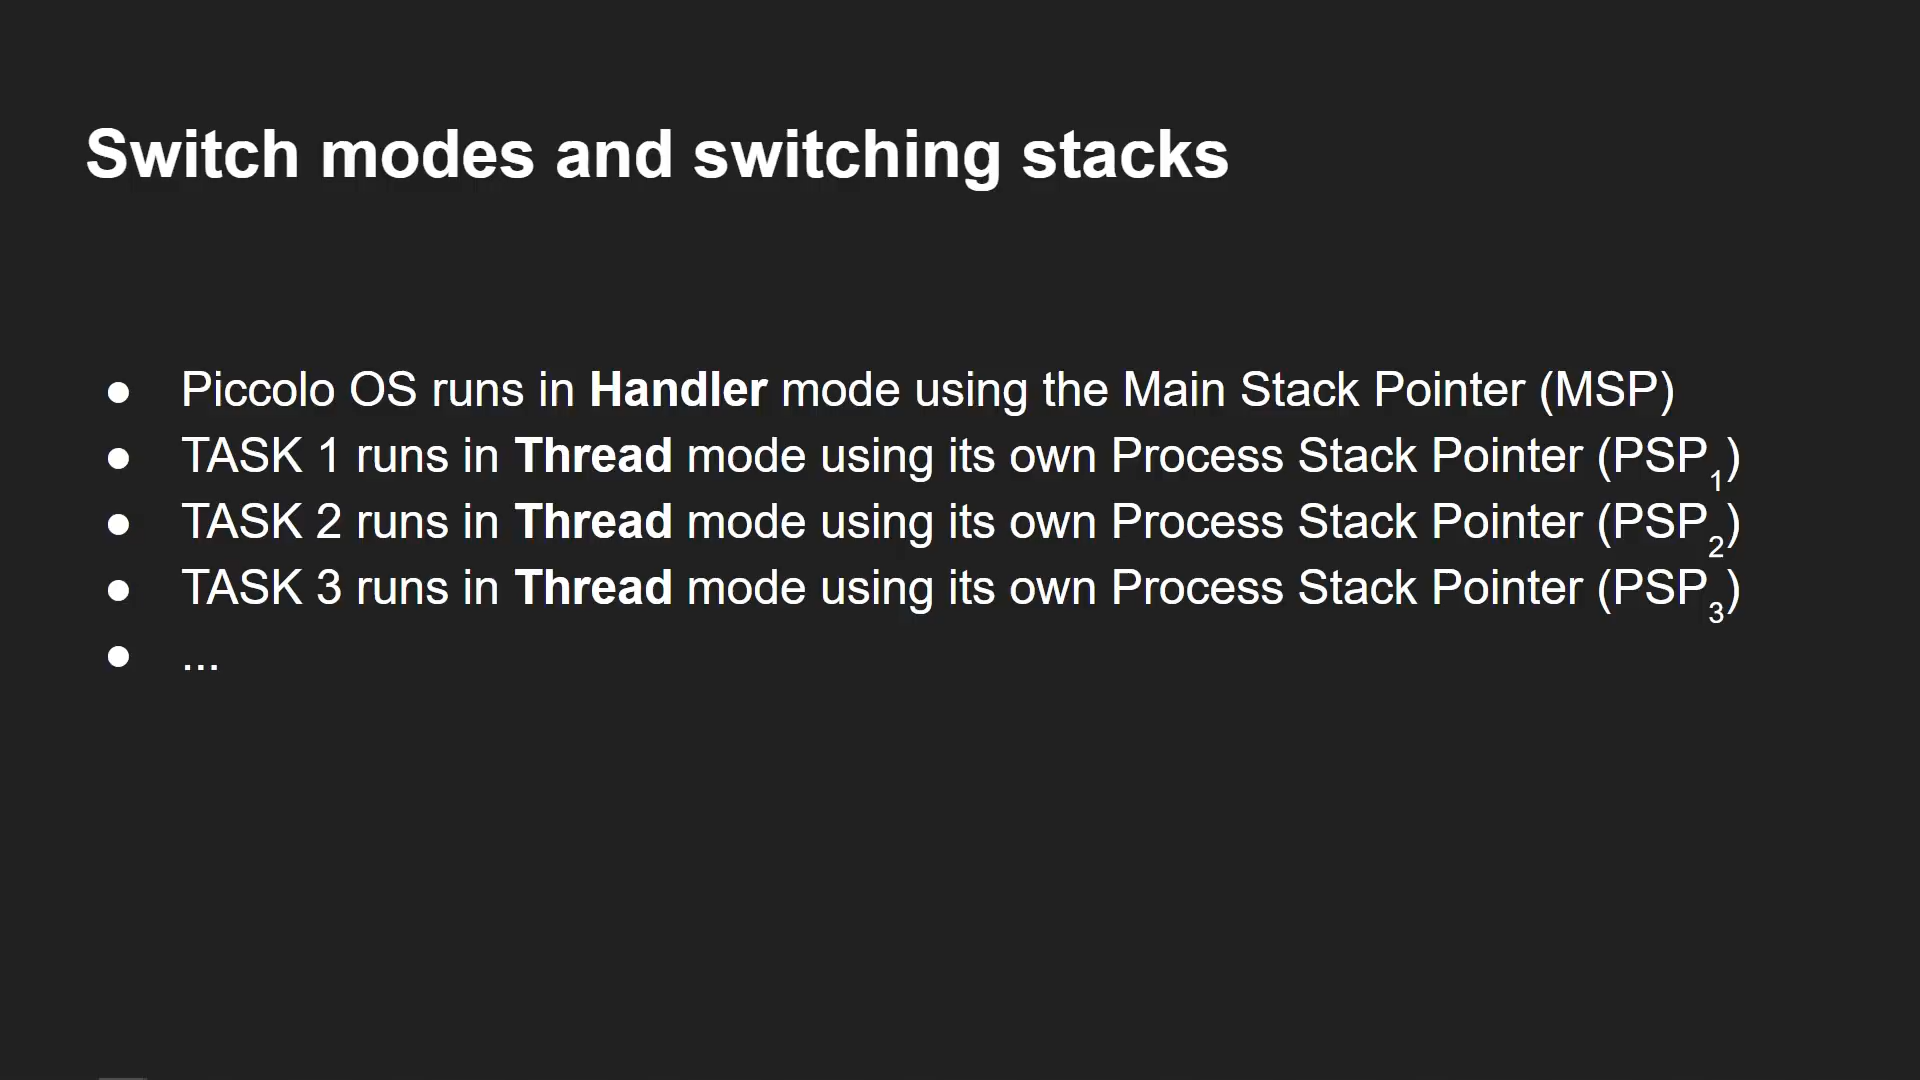 Switch modes and switching stacks
● Piccolo OS runs in Handler mode using the Main Stack Pointer (MSP)
● TASK 1 runs in Thread mode using its own Process Stack Pointer (PSP₁)
● TASK 2 runs in Thread mode using its own Process Stack Pointer (PSP₂)
● TASK 3 runs in Thread mode using its own Process Stack Pointer (PSP₃)
● ...